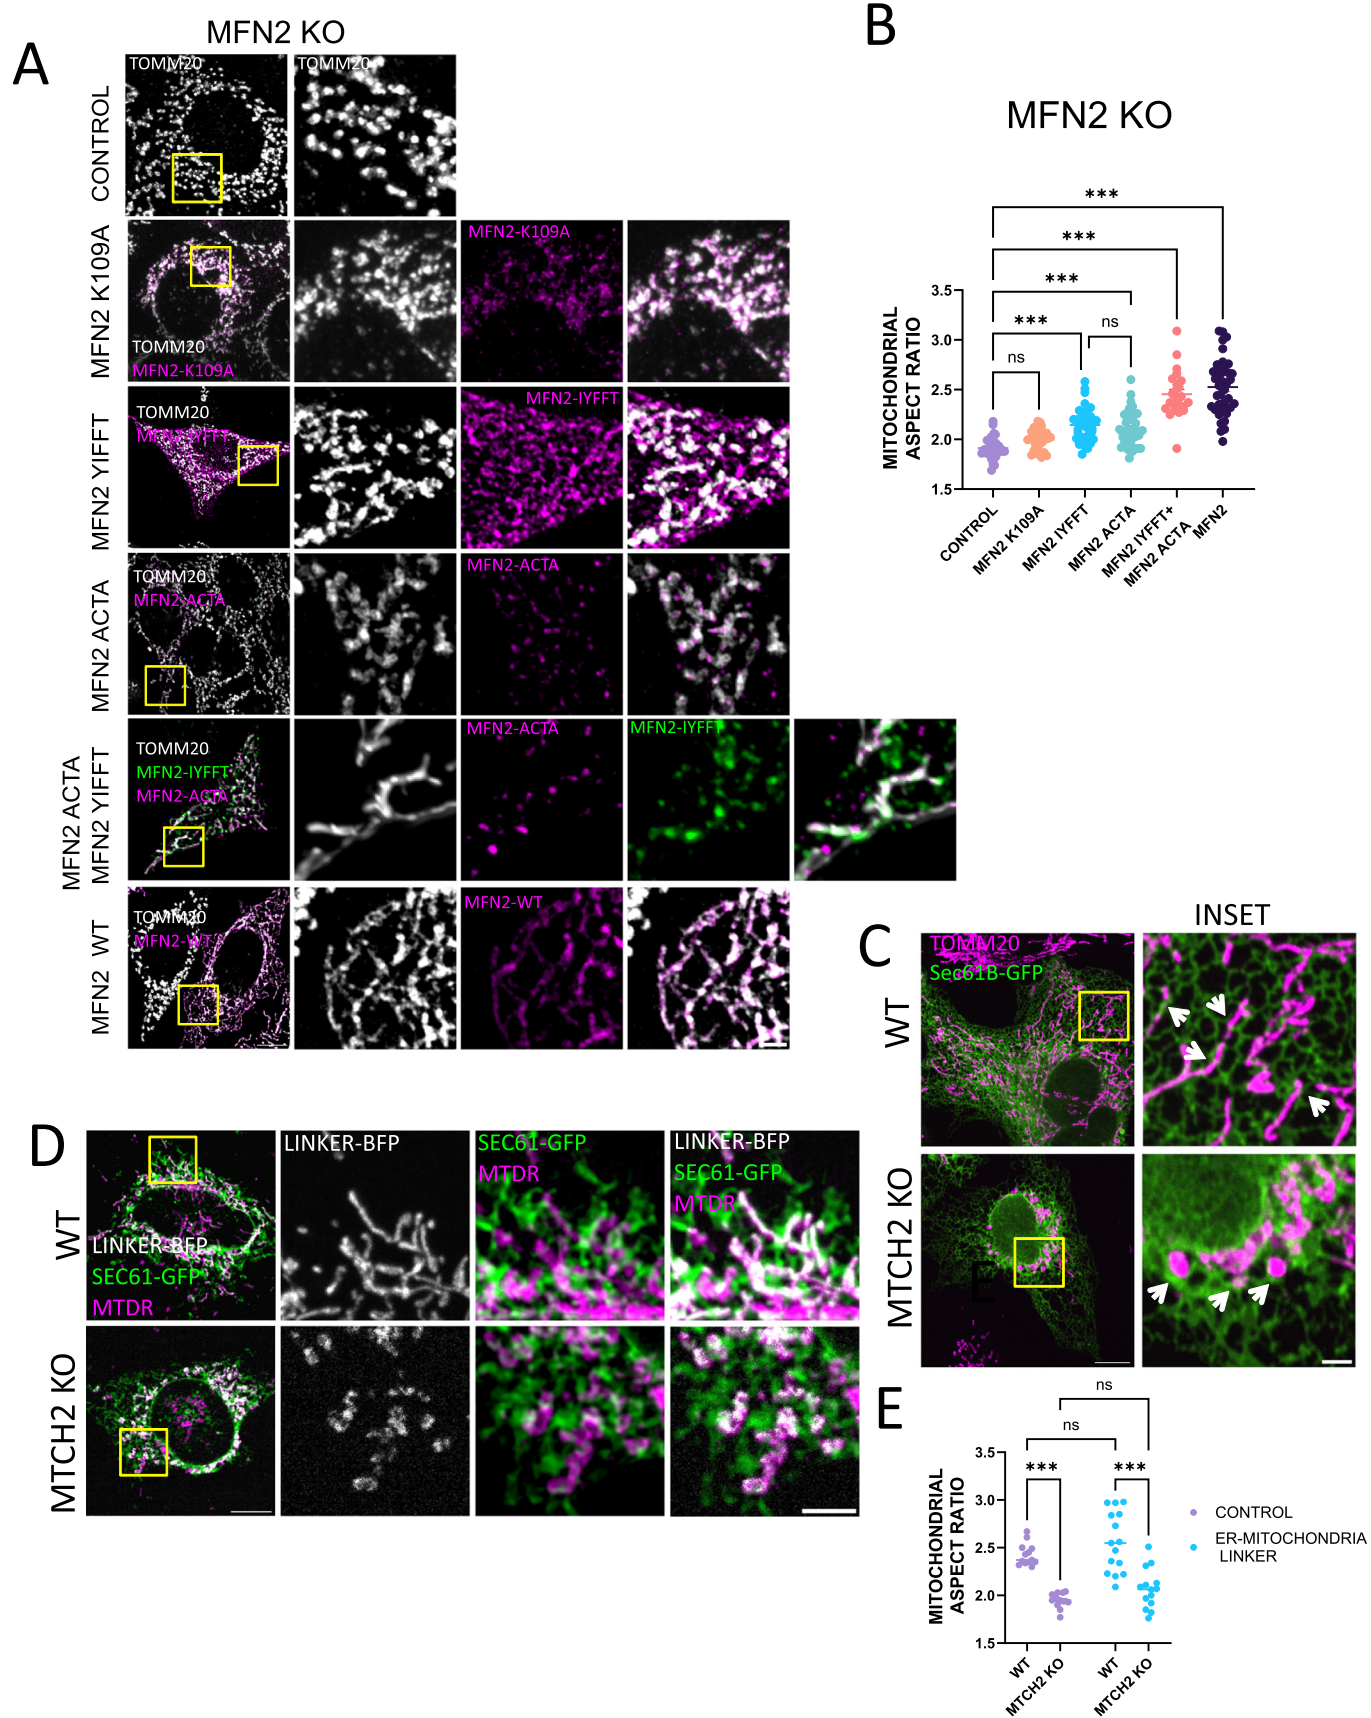 A
MFN2 KO
CONTROL
TOMM20
TOMM20
MFN2 K109A
TOMM20
MFN2-K109A
MFN2-K109A
MFN2 YIFFT
TOMM20
MFN2-IYFFT
MFN2-IYFFT
MFN2 ACTA
TOMM20
MFN2-ACTA
MFN2-ACTA
MFN2 ACTA
MFN2 YIFFT
TOMM20
MFN2-IYFFT
MFN2-ACTA
MFN2-ACTA
MFN2-IYFFT
MFN2 WT
TOMM20
MFN2-WT
MFN2-WT
B
MFN2 KO
***
***
***
***
ns
ns
MITOCHONDRIAL
ASPECT RATIO
3.5
3.0
2.5
2.0
1.5
CONTROL
MFN2 K109A
MFN2 IYFFT
MFN2 ACTA
MFN2 IYFFT+
MFN2 ACTA
MFN2
C
INSET
WT
TOMM20
Sec61B-GFP
MTCH2 KO
E
D
WT
LINKER-BFP
SEC61-GFP
MTDR
LINKER-BFP
SEC61-GFP
MTDR
LINKER-BFP
SEC61-GFP
MTDR
MTCH2 KO
E
ns
ns
***
***
MITOCHONDRIAL
ASPECT RATIO
3.5
3.0
2.5
2.0
1.5
WT
MTCH2 KO
WT
MTCH2 KO
CONTROL
ER-MITOCHONDRIA
LINKER